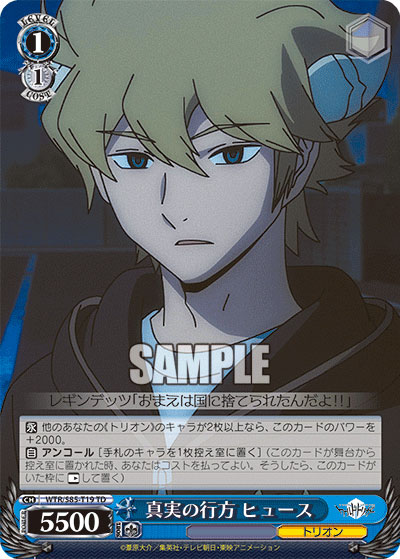 LEVEL
1
1
COST
SAMPLE
レギンデッツ「おまえは国に捨てられたんだよ!!」
永 他のあなたの《トリオン》のキャラが2枚以上なら、このカードのパワーを
+2000。
自 アンコール [手札のキャラを1枚控え室に置く] (このカードが舞台から
控え室に置かれた時、あなたはコストを払ってよい。そうしたら、このカードが
いた枠に置く)
CH WTR/S85-T19 TD
5500
真実の行方 ヒュース
トリオン
©葦原大介/集英社・テレビ朝日・東映アニメーション